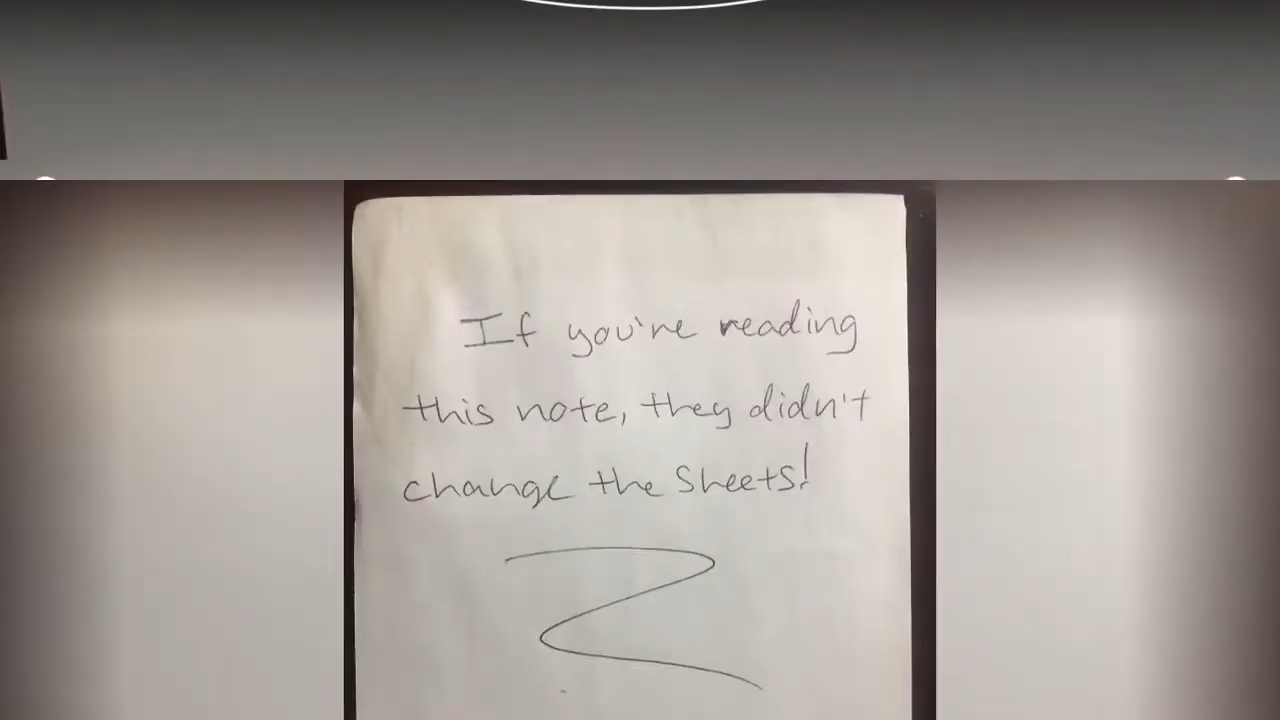 If you're reading
this note, they didn't
change the sheets!